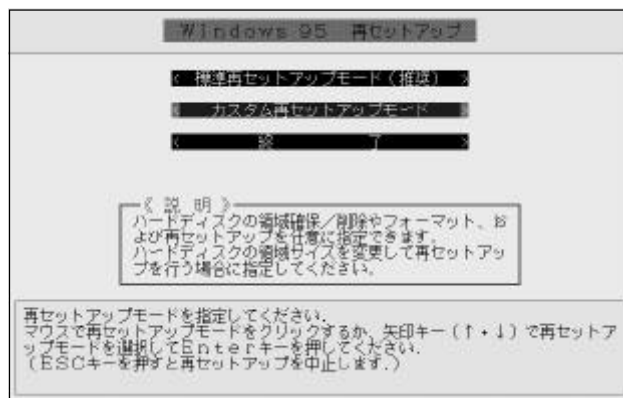 Windows 95 再セットアップ
標準再セットアップモード(推奨)
カスタム再セットアップモード
終 了
《 説 明 》
ハードディスクの領域確保/削除やフォーマット、お
よび再セットアップを任意に指定できます.
ハードディスクの領域サイズを変更して再セットアッ
プを行う場合に指定してください.
再セットアップモードを指定してください.
マウスで再セットアップモードをクリックするか、矢印キー(↑・↓)で再セットア
ップモードを選択してEnterキーを押してください.
(ESCキーを押すと再セットアップを中止します.)